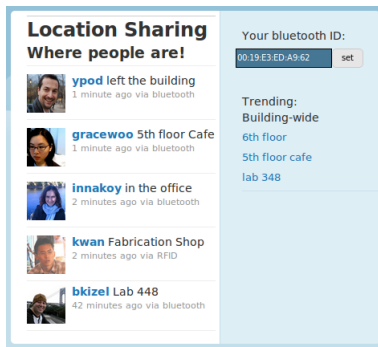 Location Sharing
Where people are!
ypod left the building
1 minute ago via bluetooth
gracewoo 5th floor Cafe
1 minute ago via bluetooth
innakoy in the office
2 minutes ago via bluetooth
kwan Fabrication Shop
2 minutes ago via RFID
bkizel Lab 448
42 minutes ago via bluetooth
Your bluetooth ID:
00:19:E3:ED:A9:62 set
Trending:
Building-wide
6th floor
5th floor cafe
lab 348